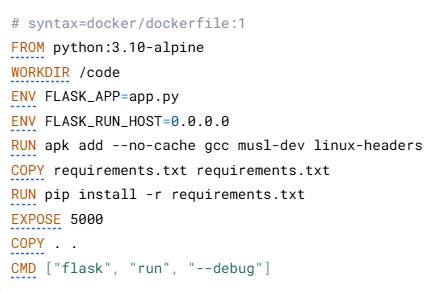 # syntax=docker/dockerfile:1
FROM python:3.10-alpine
WORKDIR /code
ENV FLASK_APP=app.py
ENV FLASK_RUN_HOST=0.0.0.0
RUN apk add --no-cache gcc musl-dev linux-headers
COPY requirements.txt requirements.txt
RUN pip install -r requirements.txt
EXPOSE 5000
COPY . .
CMD ["flask", "run", "--debug"]